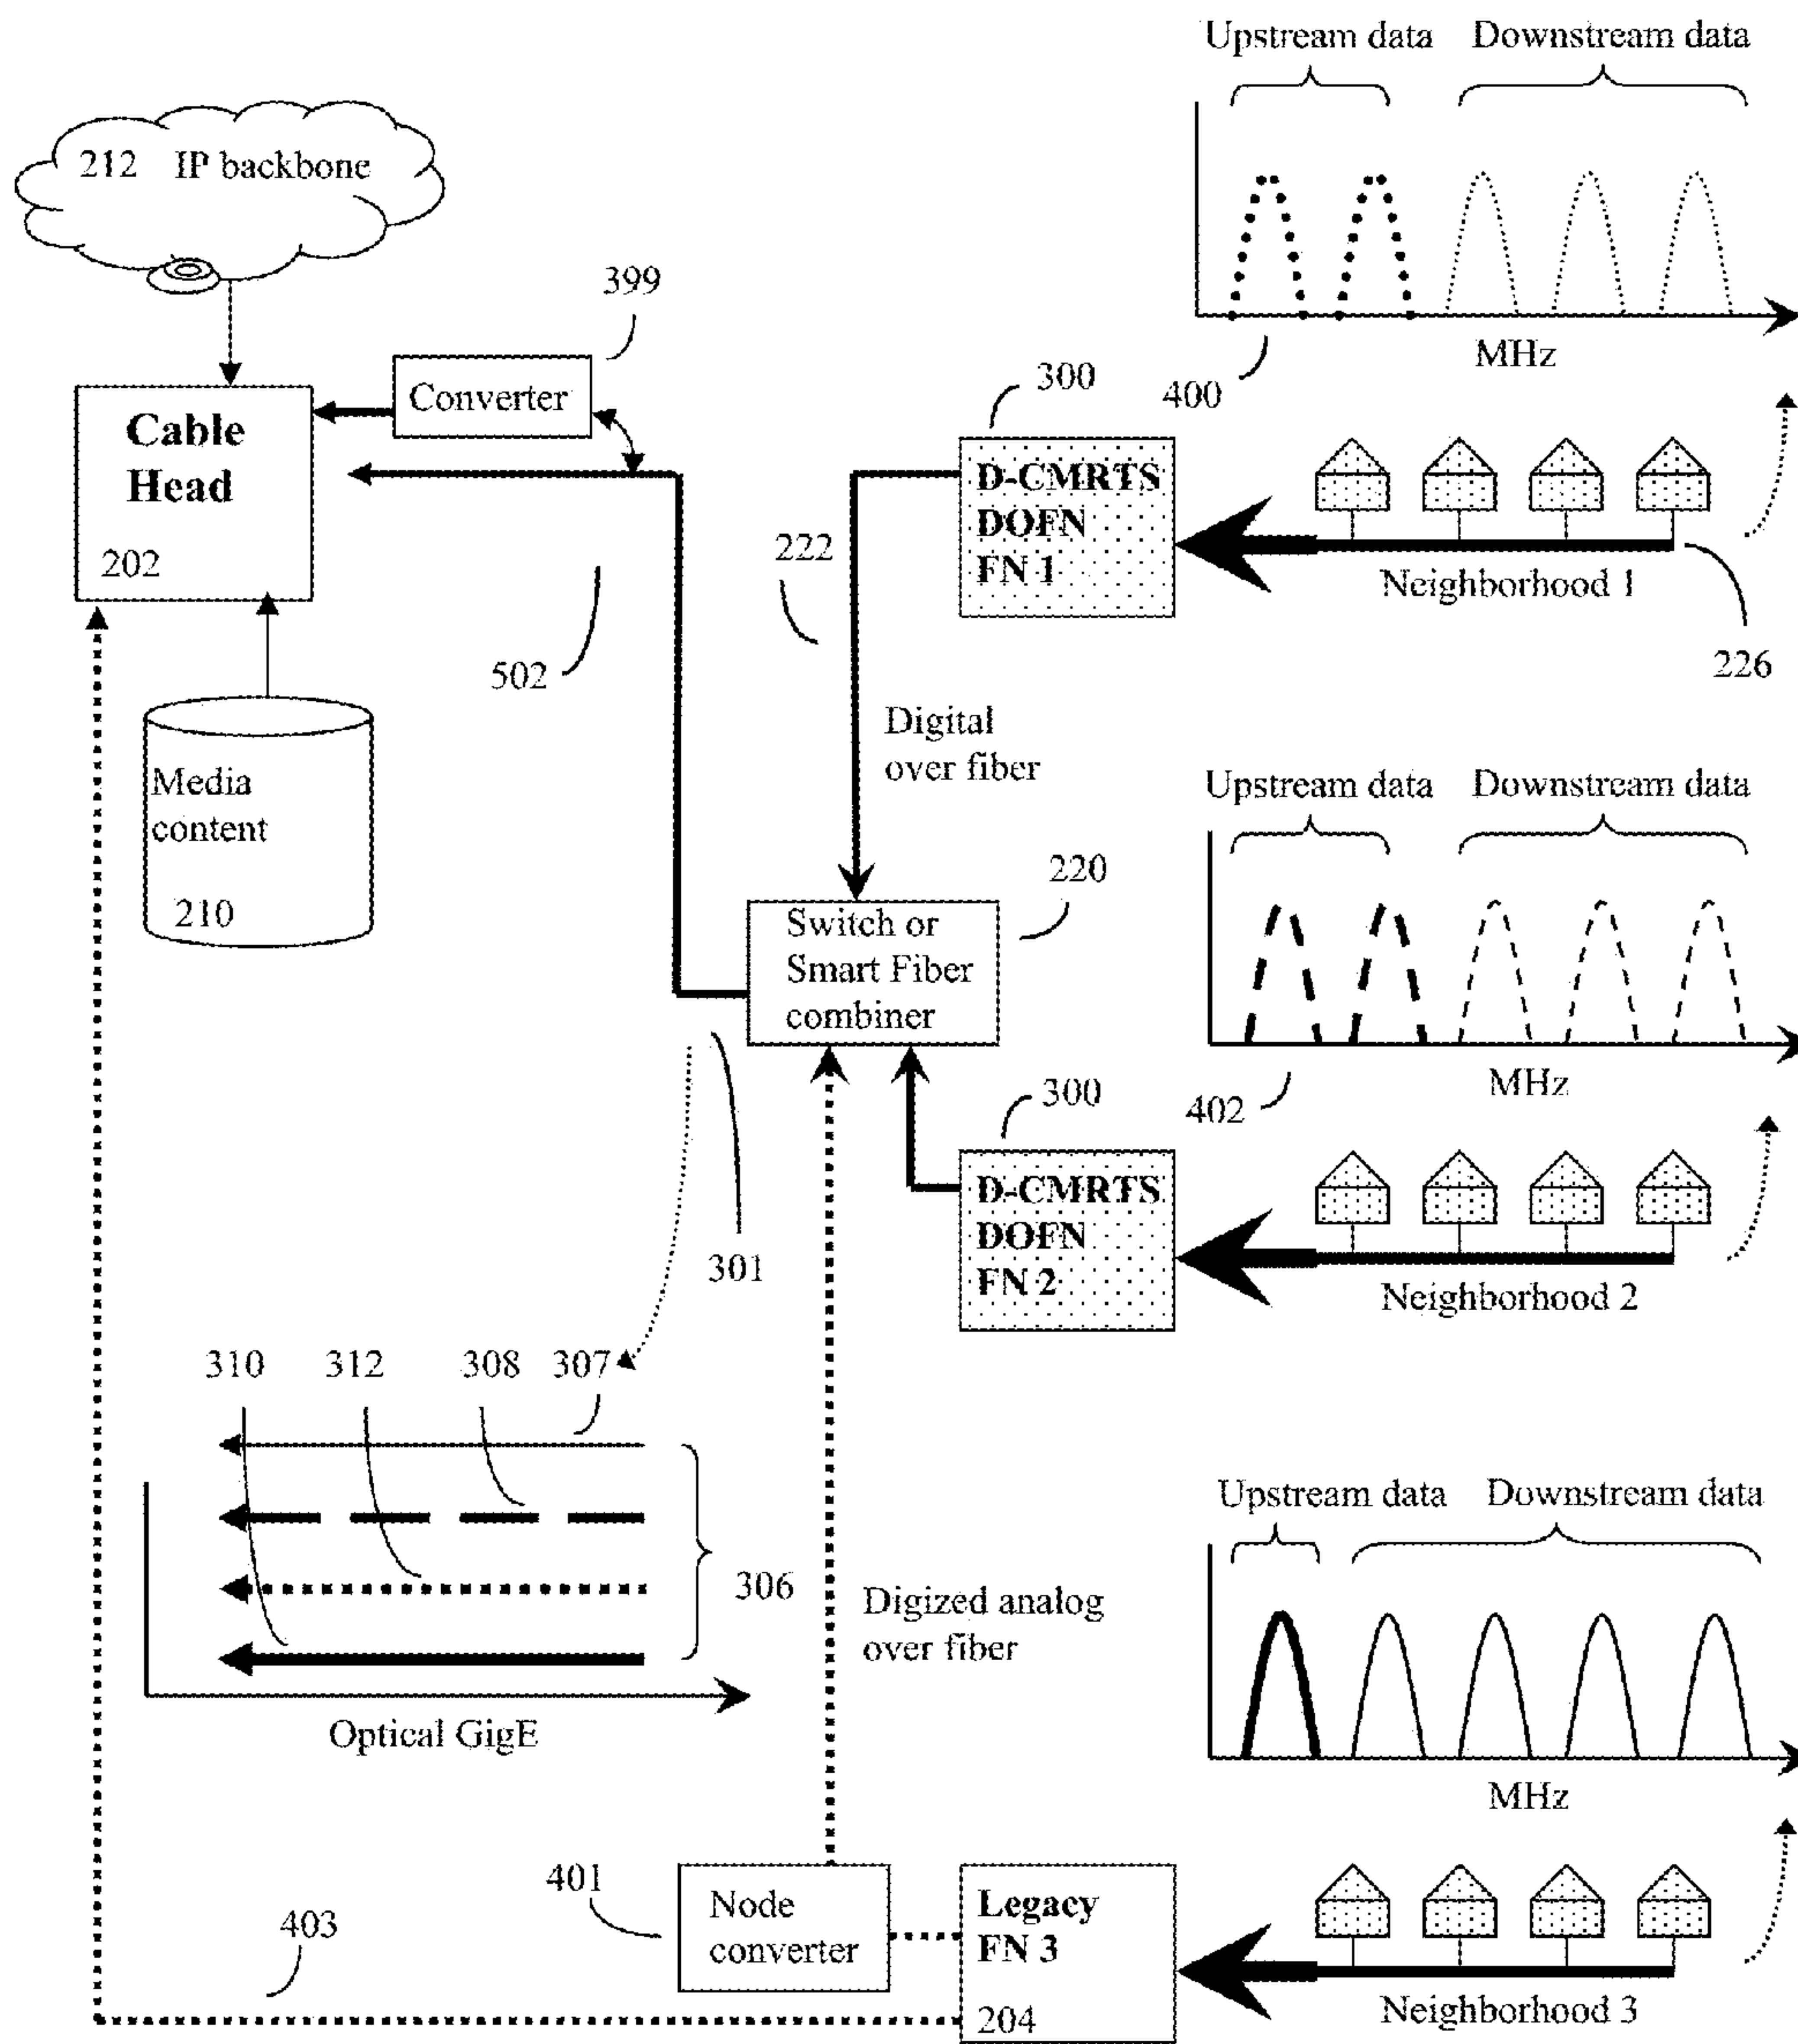 Upstream data Downstream data
212 IP backbone
399
Converter
MHz
400
300
Cable
Head
202
D-CMRTS
DOFN
FN 1
222
Neighborhood 1
226
502
Digital
over fiber
Media
content
210
Upstream data Downstream data
220
Switch or
Smart Fiber
combiner
MHz
402
300
D-CMRTS
DOFN
FN 2
301
Neighborhood 2
310 312 308 307
306
Optical GigE
Digized analog
over fiber
Upstream data Downstream data
MHz
401
Node
converter
Legacy
FN 3
204
403
Neighborhood 3